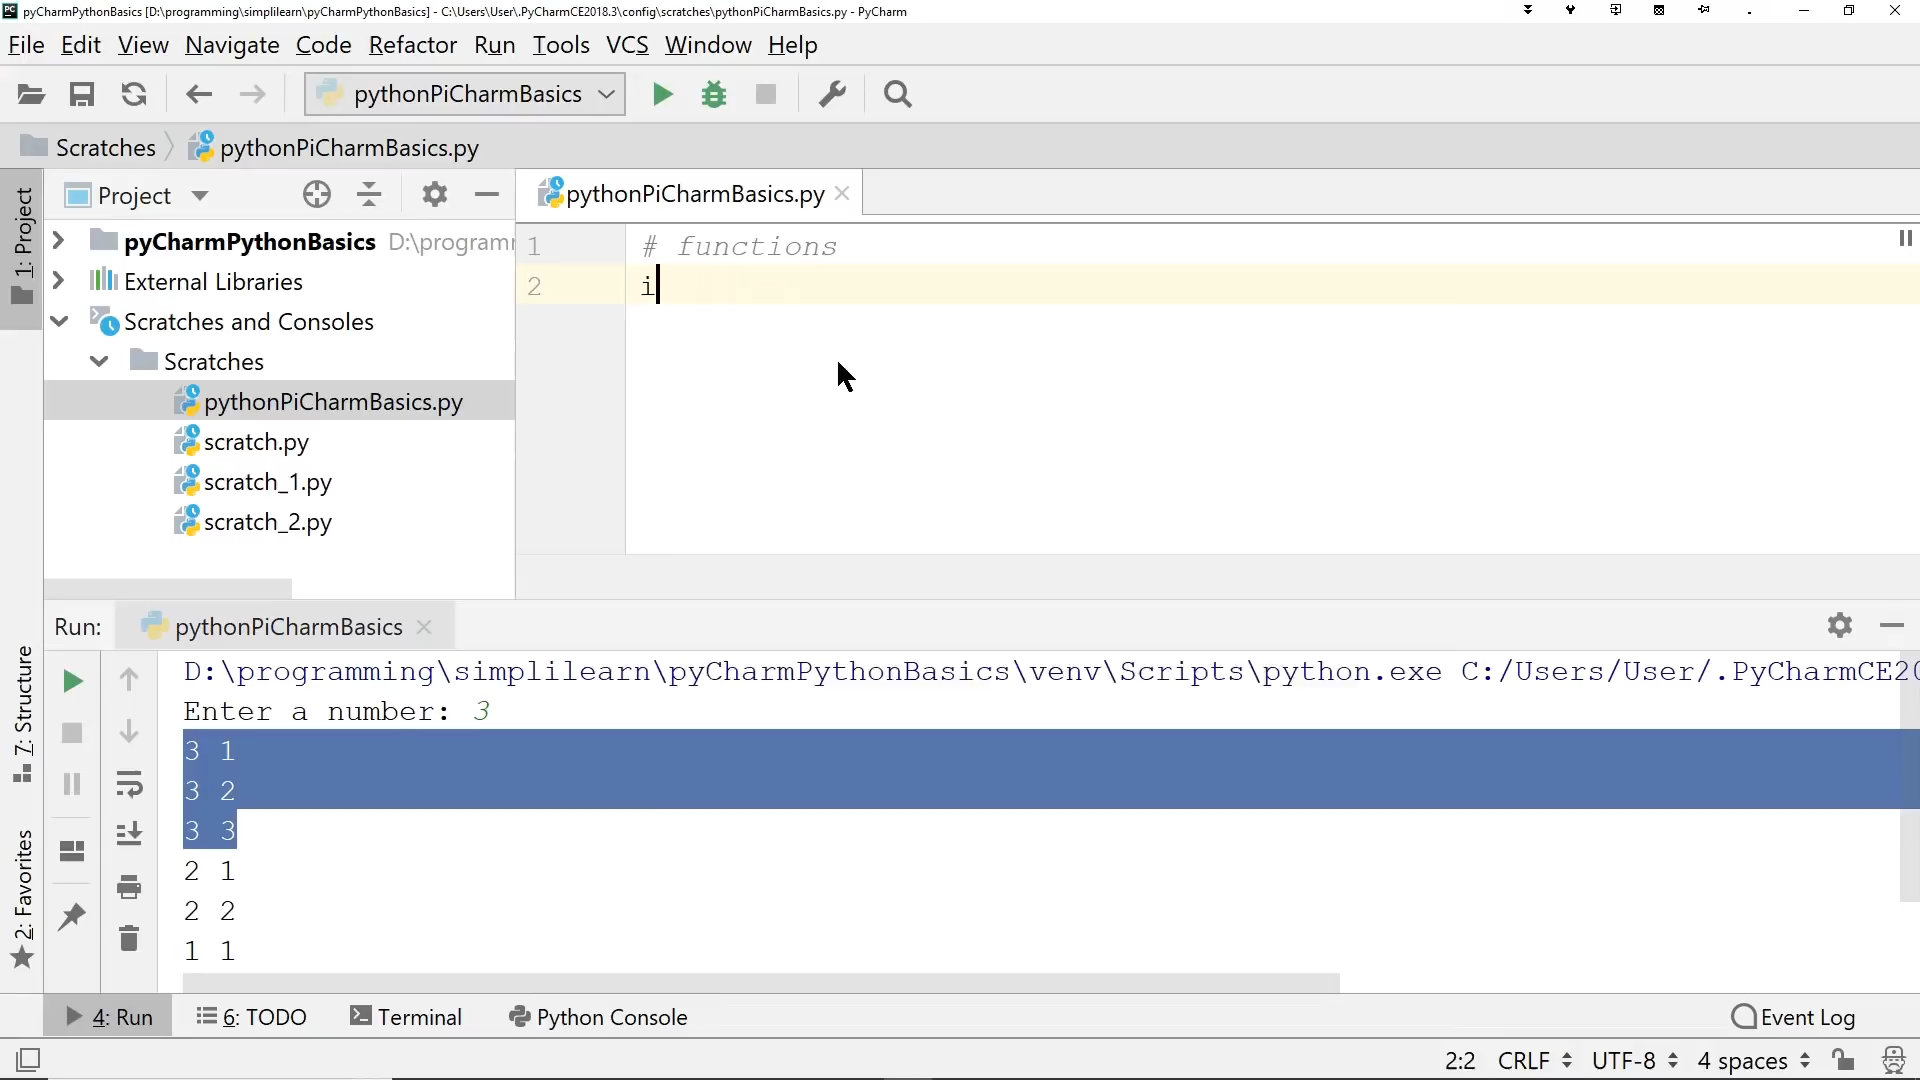 pyCharmPythonBasics [D:\programming\simplilearn\pyCharmPythonBasics] - C:\Users\User\.PyCharmCE2018.3\config\scratches\pythonPiCharmBasics.py - PyCharm
File Edit View Navigate Code Refactor Run Tools VCS Window Help
pythonPiCharmBasics
Scratches pythonPiCharmBasics.py
1: Project
Project
pythonPiCharmBasics.py
pyCharmPythonBasics D:\programm
External Libraries
Scratches and Consoles
Scratches
pythonPiCharmBasics.py
scratch.py
scratch_1.py
scratch_2.py
1 # functions
2 i
Run: pythonPiCharmBasics
7: Structure
2: Favorites
D:\programming\simplilearn\pyCharmPythonBasics\venv\Scripts\python.exe C:/Users/User/.PyCharmCE20
Enter a number: 3
3 1
3 2
3 3
2 1
2 2
1 1
4: Run 6: TODO Terminal Python Console Event Log
2:2 CRLF UTF-8 4 spaces